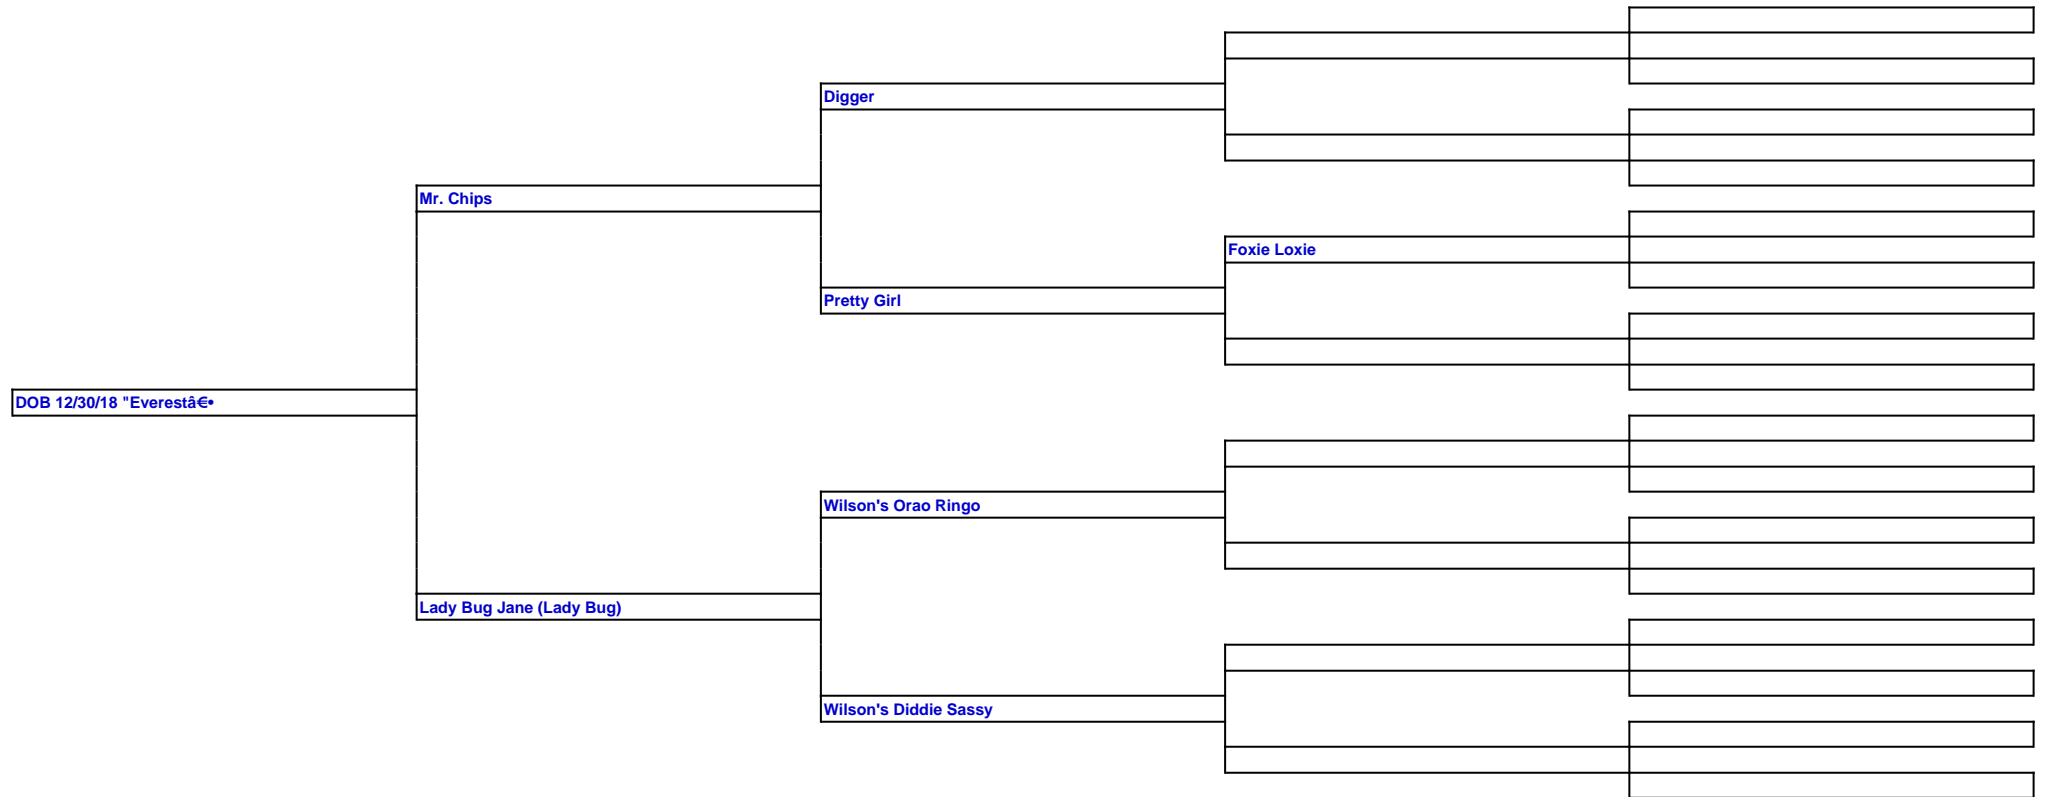 Digger
Mr. Chips
Foxie Loxie
Pretty Girl
DOB 12/30/18 "Everestâ€•
Wilson's Orao Ringo
Lady Bug Jane (Lady Bug)
Wilson's Diddie Sassy